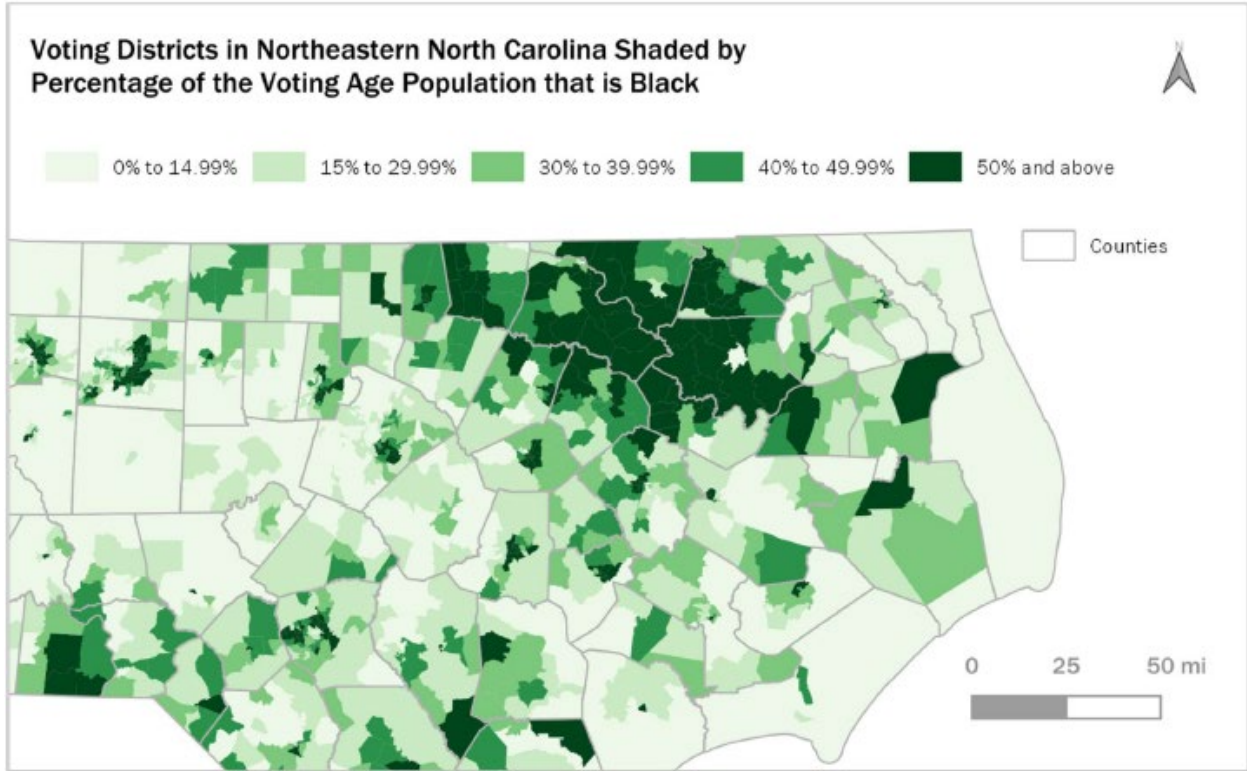 Voting Districts in Northeastern North Carolina Shaded by
Percentage of the Voting Age Population that is Black
N
0% to 14.99%
15% to 29.99%
30% to 39.99%
40% to 49.99%
50% and above
Counties
0 25 50 mi